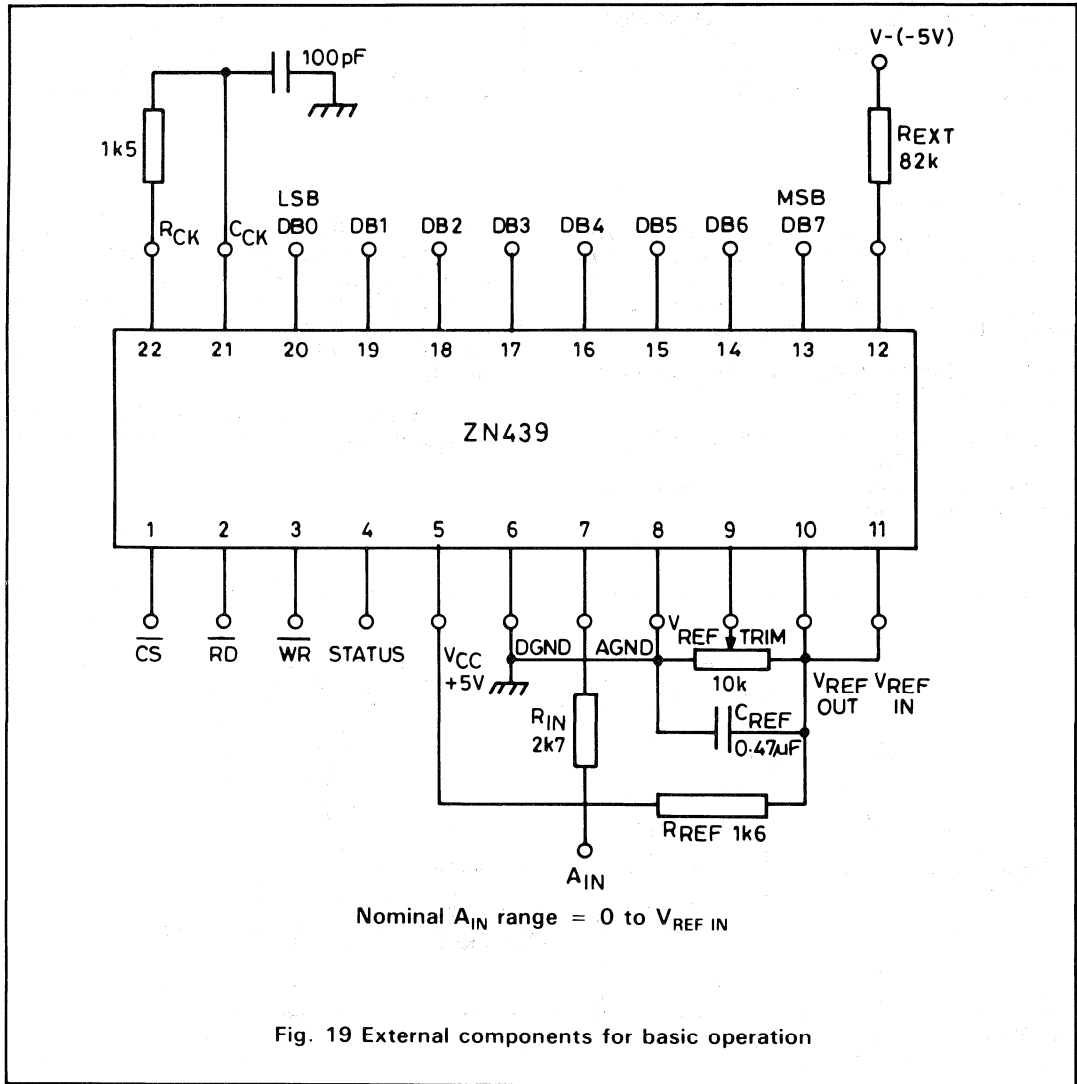 V-(-5V)
100pF
1k5
REXT
82k
LSB
MSB
RCK
CCK
DB0
DB1
DB2
DB3
DB4
DB5
DB6
DB7
22
21
20
19
18
17
16
15
14
13
12
ZN439
1
2
3
4
5
6
7
8
9
10
11
CS
RD
WR
STATUS
VCC
+5V
DGND
AGND
VREF TRIM
10k
VREF
OUT
VREF
IN
RIN
2k7
CREF
0.47µF
RREF 1k6
AIN
Nominal AIN range = 0 to VREF IN
Fig. 19 External components for basic operation